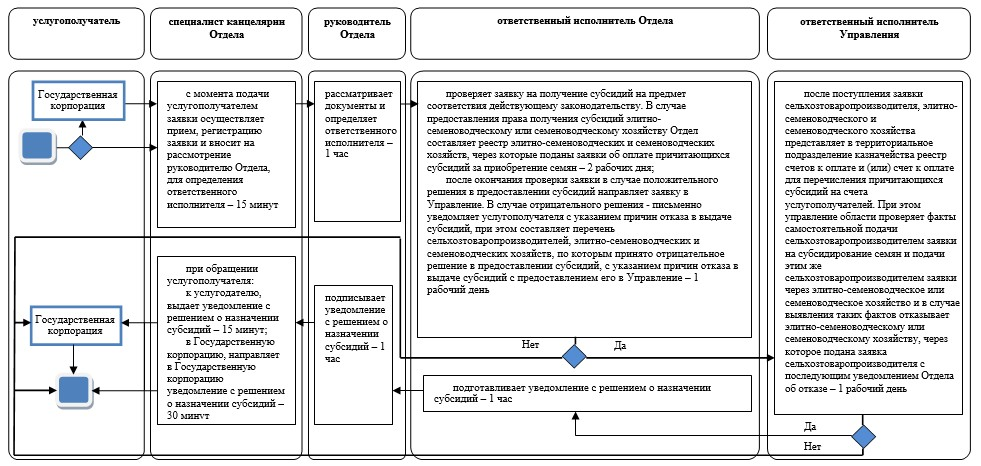 услугополучатель
специалист канцелярии
Отдела
руководитель
Отдела
ответственный исполнитель Отдела
ответственный исполнитель
Управления
Государственная
корпорация
с момента подачи
услугополучателем
заявки осуществляет
прием, регистрацию
заявки и вносит на
рассмотрение
руководителю Отдела,
для определения
ответственного
исполнителя – 15 минут
рассматривает
документы и
определяет
ответственного
исполнителя –
1 час
проверяет заявку на получение субсидий на предмет
соответствия действующему законодательству. В случае
предоставления права получения субсидий элитно-
семеноводческому или семеноводческому хозяйству Отдел
составляет реестр элитно-семеноводческих и семеноводческих
хозяйств, через которые поданы заявки об оплате причитающихся
субсидий за приобретение семян – 2 рабочих дня;
после окончания проверки заявки в случае положительного
решения в предоставлении субсидий направляет заявку в
Управление. В случае отрицательного решения - письменно
уведомляет услугополучателя с указанием причин отказа в выдаче
субсидий, при этом составляет перечень
сельхозтоваропроизводителей, элитно-семеноводческих и
семеноводческих хозяйств, по которым принято отрицательное
решение в предоставлении субсидий, с указанием причин отказа в
выдаче субсидий с предоставлением его в Управление – 1
рабочий день
после поступления заявки
сельхозтоваропроизводителя, элитно-
семеноводческого и
семеноводческого хозяйства
представляет в территориальное
подразделение казначейства реестр
счетов к оплате и (или) счет к оплате
для перечисления причитающихся
субсидий на счета
услугополучателей. При этом
управление области проверяет факты
самостоятельной подачи
сельхозтоваропроизводителем заявки
на субсидирование семян и подачи
этим же
сельхозтоваропроизводителем заявки
через элитно-семеноводческое или
семеноводческое хозяйство и в случае
выявления таких фактов отказывает
элитно-семеноводческому или
семеноводческому хозяйству, через
которое подана заявка
сельхозтоваропроизводителя с
последующим уведомлением Отдела
об отказе – 1 рабочий день
Государственная
корпорация
при обращении
услугополучателя:
к услугодателю,
выдает уведомление с
решением о назначении
субсидий – 15 минут;
в Государственную
корпорацию, направляет
в Государственную
корпорацию
уведомление с решением
о назначении субсидий –
30 минут
подписывает
уведомление
с решением о
назначении
субсидий – 1
час
Нет
Да
подготавливает уведомление с решением о назначении
субсидий – 1 час
Да
Нет